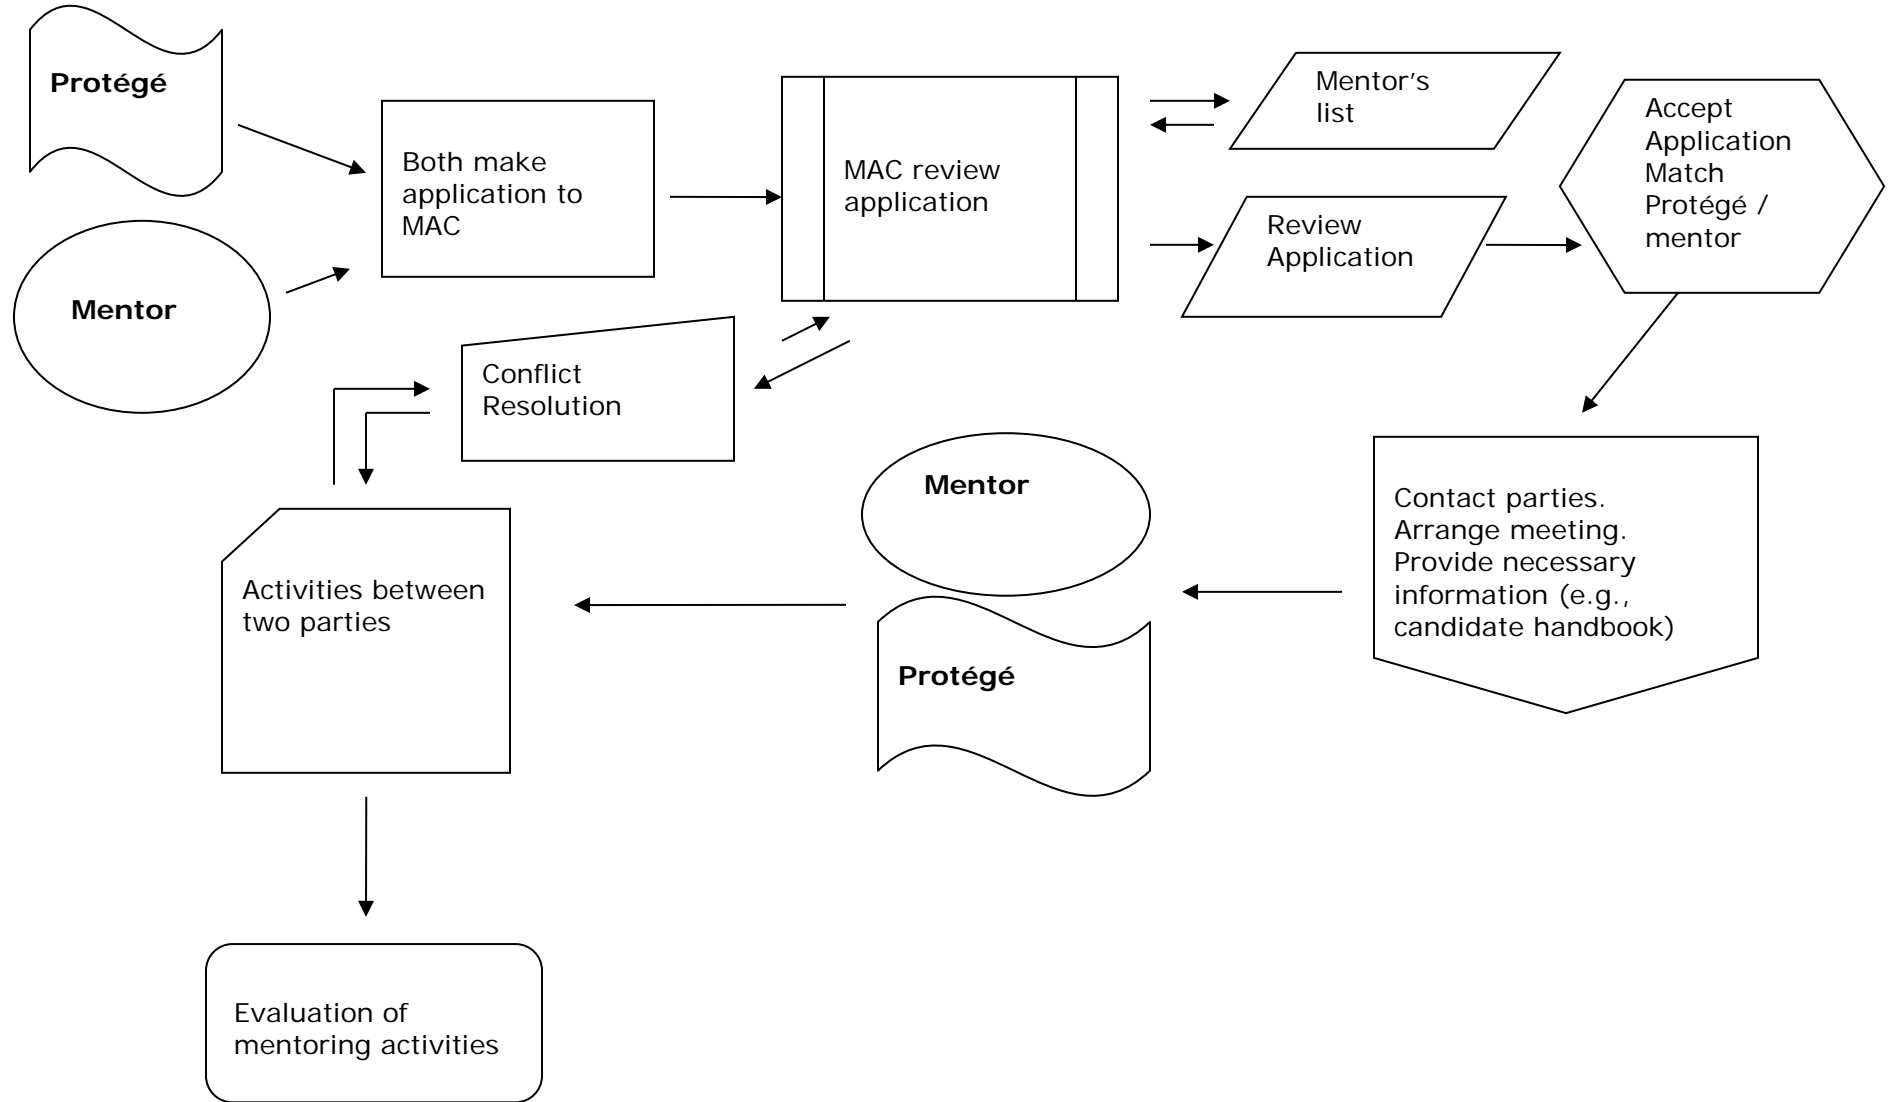 Protégé
Mentor
Both make
application to
MAC
MAC review
application
Mentor's
list
Review
Application
Accept
Application
Match
Protégé /
mentor
Conflict
Resolution
Contact parties.
Arrange meeting.
Provide necessary
information (e.g.,
candidate handbook)
Mentor
Protégé
Activities between
two parties
Evaluation of
mentoring activities